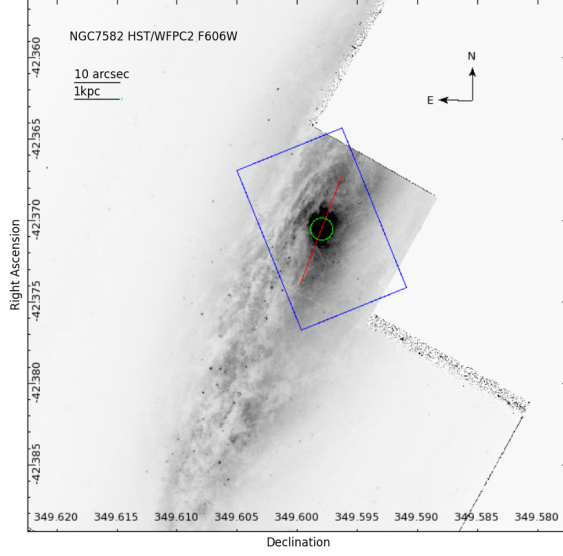 NGC7582 HST/WFPC2 F606W
10 arcsec
1kpc
N
E
-42.360
-42.365
-42.370
-42.375
-42.380
-42.385
Right Ascension
349.620 349.615 349.610 349.605 349.600 349.595 349.590 349.585 349.580
Declination